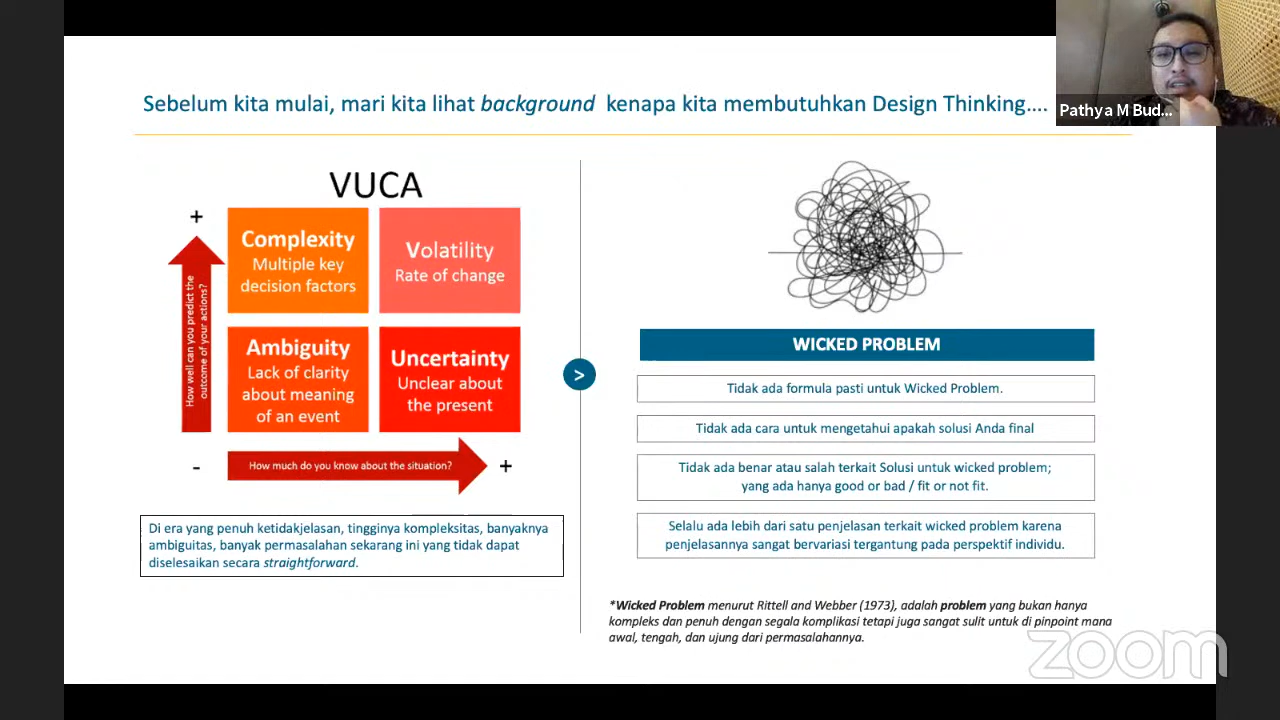 Sebelum kita mulai, mari kita lihat background kenapa kita membutuhkan Design Thinking....
Pathya M Bud...
VUCA
+
How well can you predict the
outcome of your actions?
Complexity
Multiple key
decision factors
Volatility
Rate of change
Ambiguity
Lack of clarity
about meaning
of an event
Uncertainty
Unclear about
the present
-
How much do you know about the situation?
+
Di era yang penuh ketidakjelasan, tingginya kompleksitas, banyaknya
ambiguitas, banyak permasalahan sekarang ini yang tidak dapat
diselesaikan secara straightforward.
>
WICKED PROBLEM
Tidak ada formula pasti untuk Wicked Problem.
Tidak ada cara untuk mengetahui apakah solusi Anda final
Tidak ada benar atau salah terkait Solusi untuk wicked problem;
yang ada hanya good or bad / fit or not fit.
Selalu ada lebih dari satu penjelasan terkait wicked problem karena
penjelasannya sangat bervariasi tergantung pada perspektif individu.
*Wicked Problem menurut Rittell and Webber (1973), adalah problem yang bukan hanya
kompleks dan penuh dengan segala komplikasi tetapi juga sangat sulit untuk di pinpoint mana
awal, tengah, dan ujung dari permasalahannya.
zoom